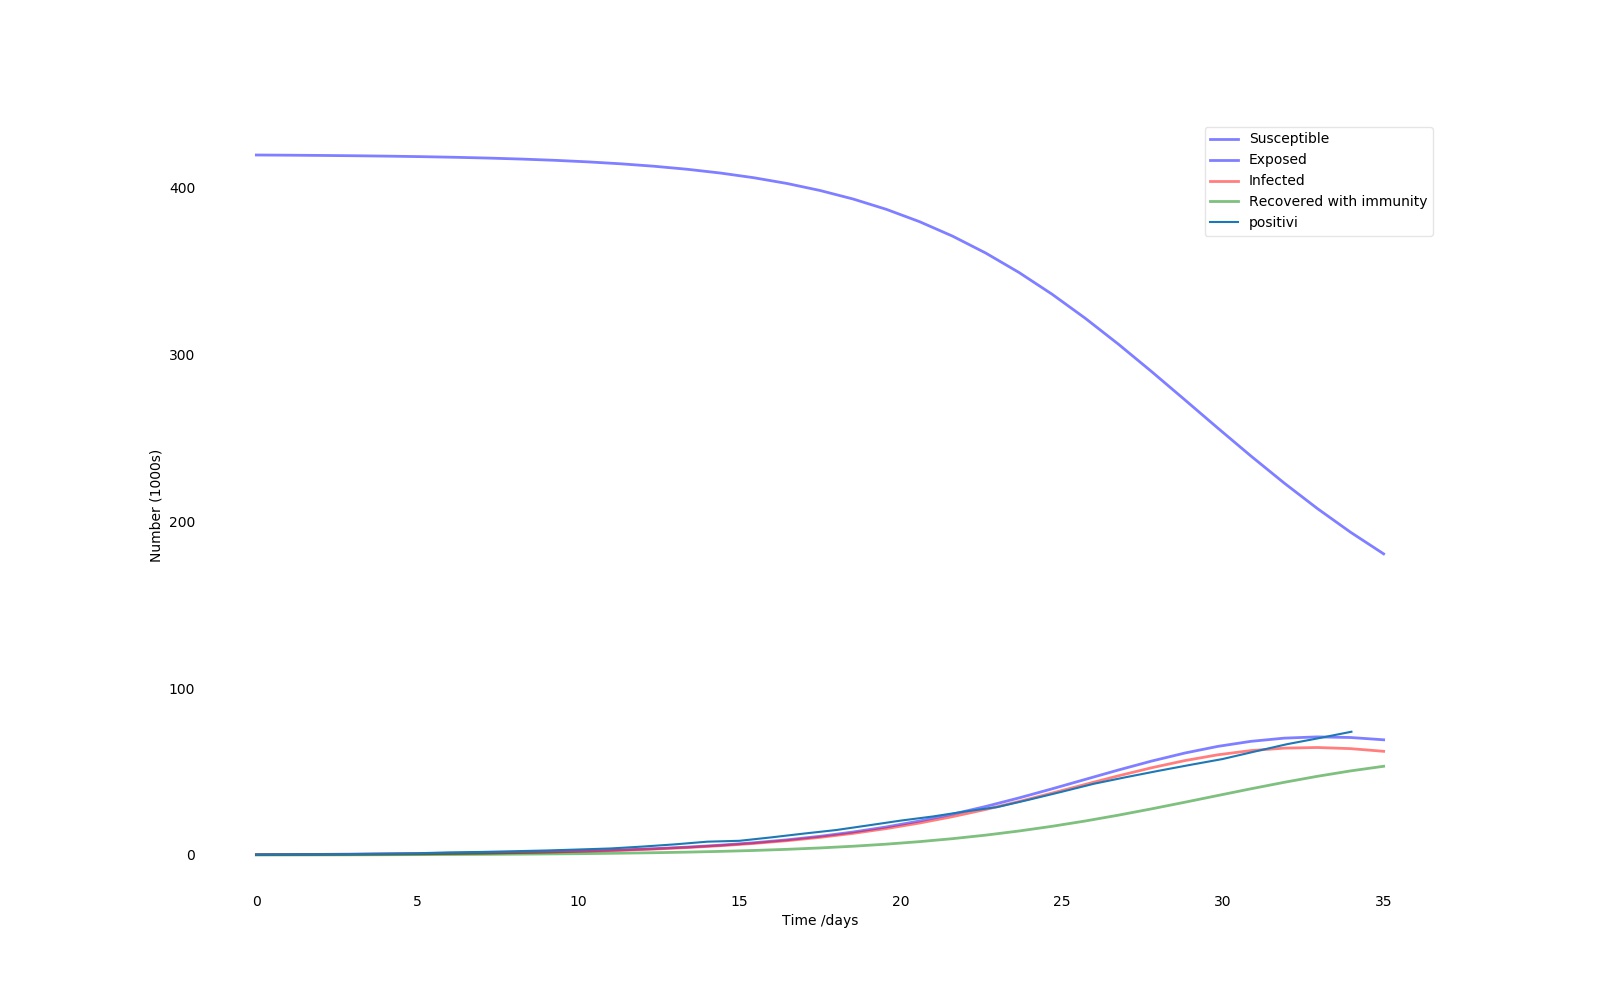 Susceptible
Exposed
Infected
Recovered with immunity
positivi
400
300
200
100
0
Number (1000s)
0 5 10 15 20 25 30 35
Time /days